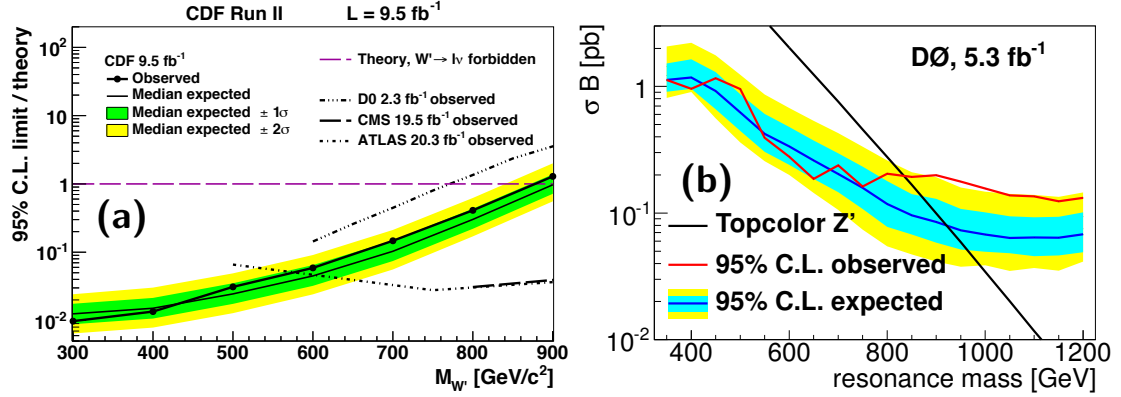 CDF Run II L = 9.5 fb⁻¹
95% C.L. limit / theory
10²
10
1
10⁻¹
10⁻²
CDF 9.5 fb⁻¹
Observed
Median expected
Median expected ± 1σ
Median expected ± 2σ
Theory, W'→ lν forbidden
D0 2.3 fb⁻¹ observed
CMS 19.5 fb⁻¹ observed
ATLAS 20.3 fb⁻¹ observed
(a)
300 400 500 600 700 800 900
M_W' [GeV/c²]
σ B [pb]
1
10⁻¹
10⁻²
DØ, 5.3 fb⁻¹
(b)
Topcolor Z'
95% C.L. observed
95% C.L. expected
400 600 800 1000 1200
resonance mass [GeV]